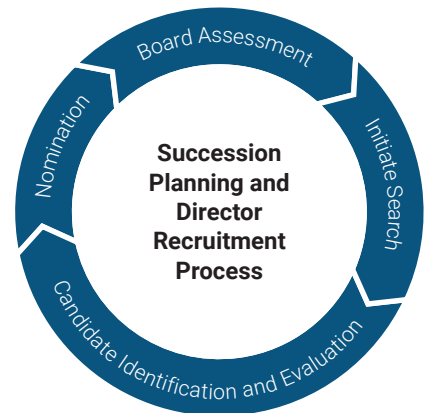 Board Assessment
Initiate Search
Candidate Identification and Evaluation
Nomination
Succession
Planning and
Director
Recruitment
Process